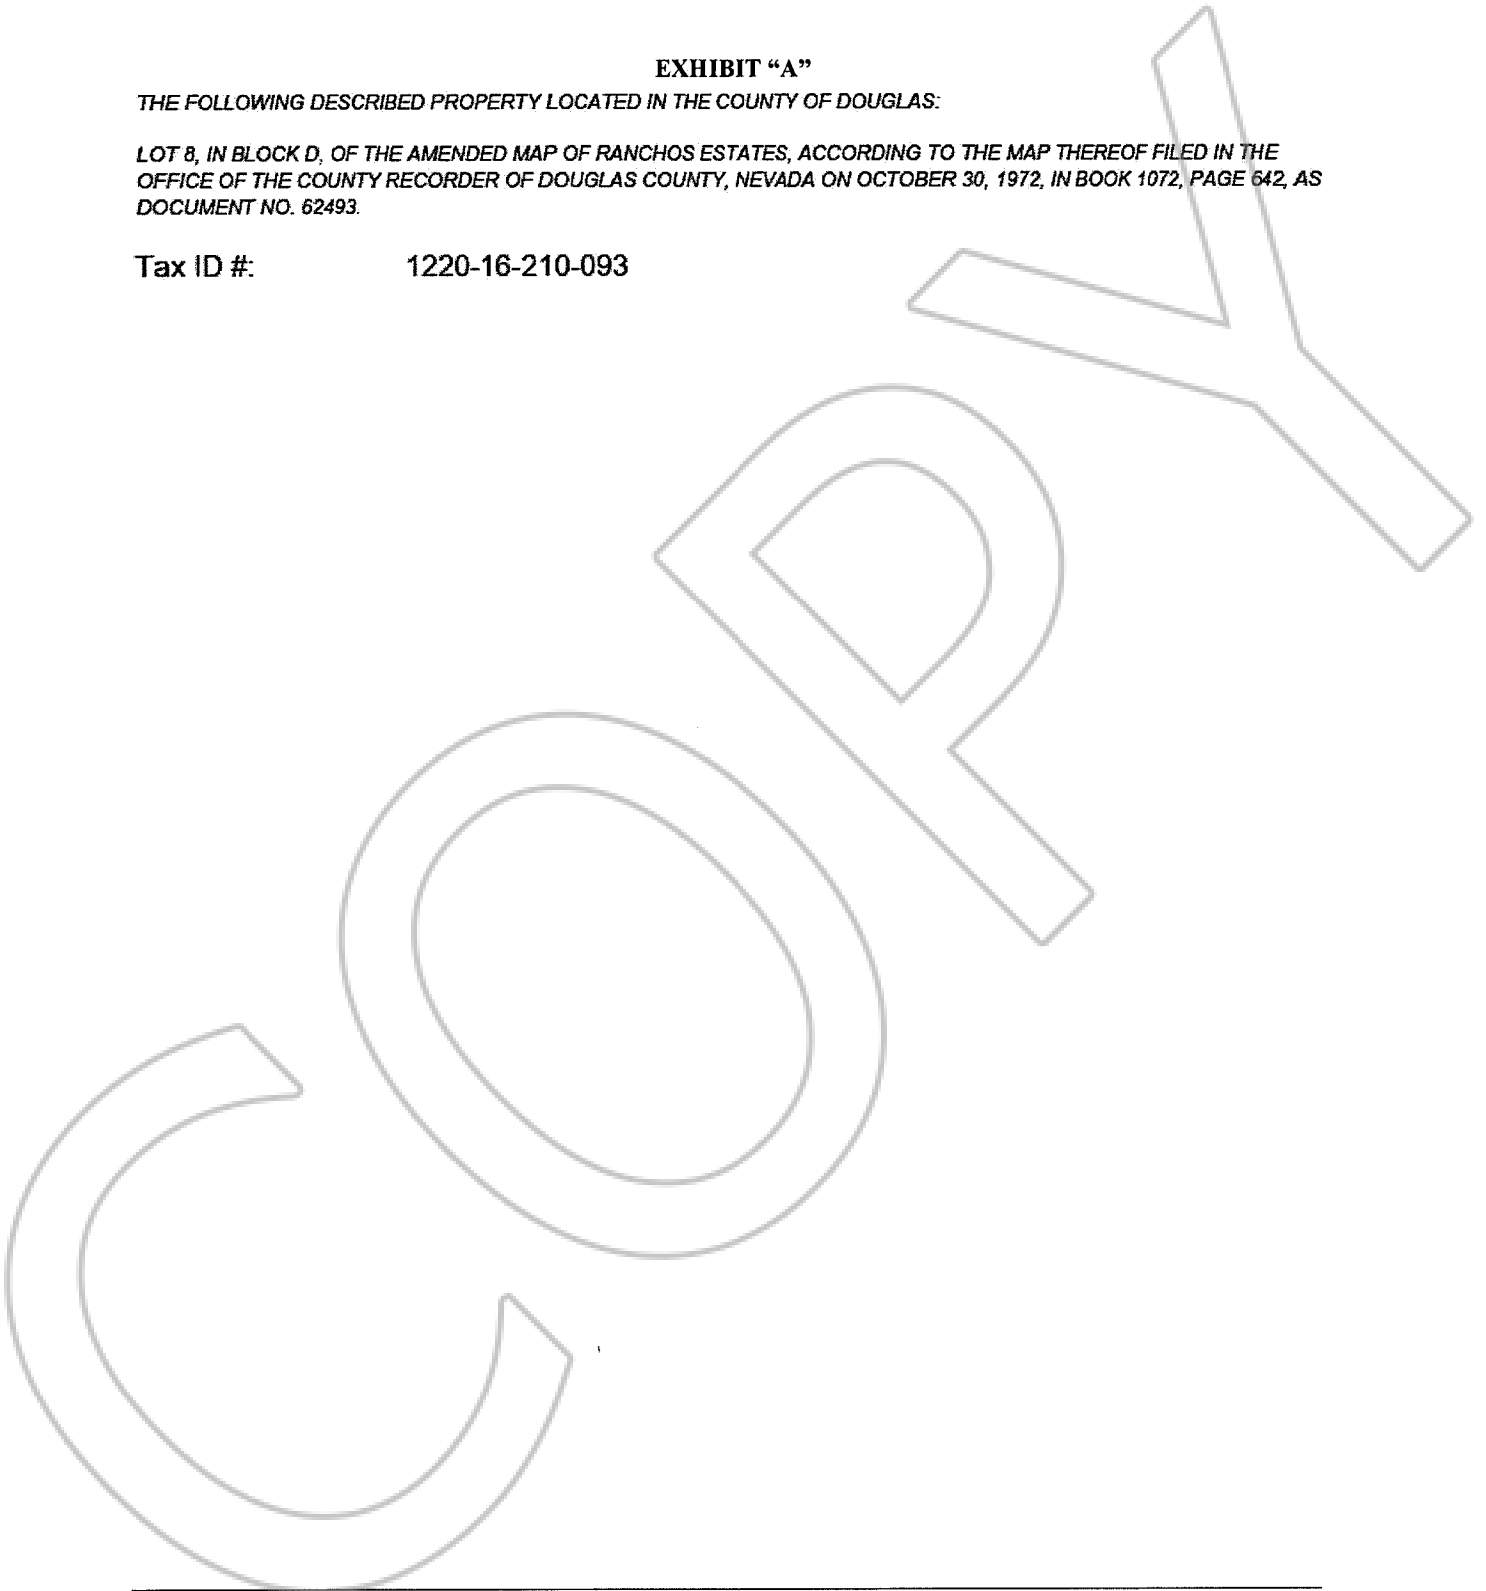 EXHIBIT “A”
THE FOLLOWING DESCRIBED PROPERTY LOCATED IN THE COUNTY OF DOUGLAS:
LOT 8, IN BLOCK D, OF THE AMENDED MAP OF RANCHOS ESTATES, ACCORDING TO THE MAP THEREOF FILED IN THE
OFFICE OF THE COUNTY RECORDER OF DOUGLAS COUNTY, NEVADA ON OCTOBER 30, 1972, IN BOOK 1072, PAGE 642, AS
DOCUMENT NO. 62493.
Tax ID #: 1220-16-210-093
COPY